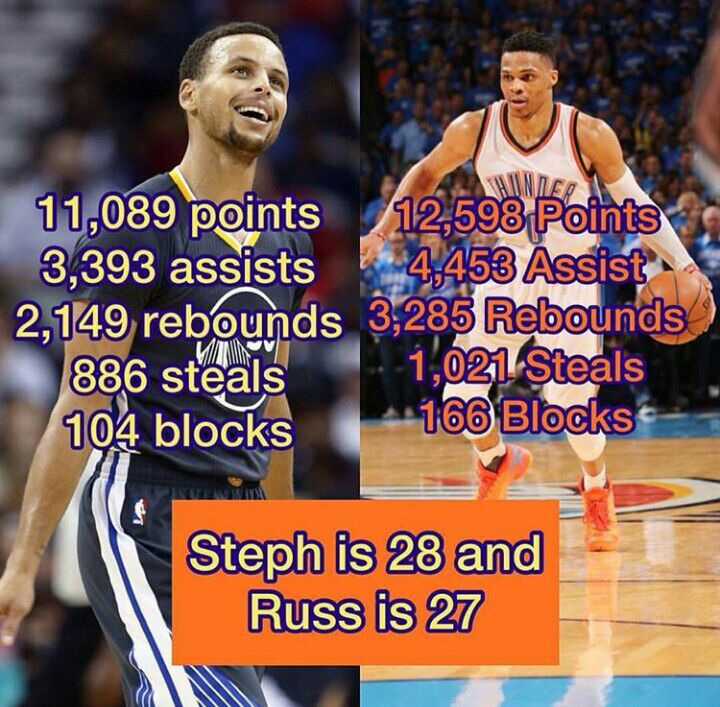 11,089 points
3,393 assists
2,149 rebounds
886 steals
104 blocks
THUNDER
12,598 Points
4,453 Assist
3,285 Rebounds
1,021 Steals
166 Blocks
Steph is 28 and
Russ is 27